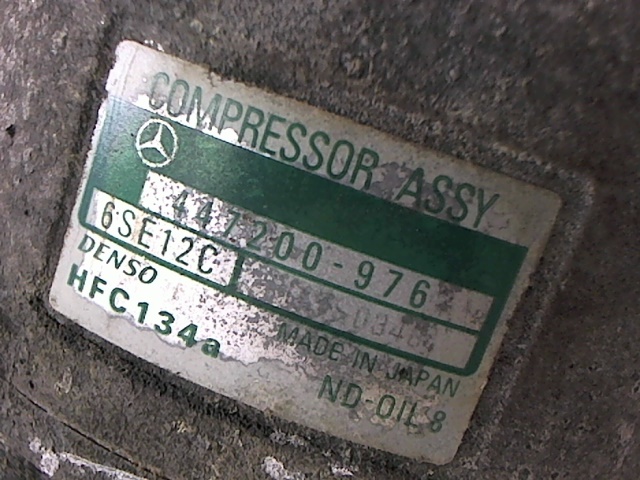 COMPRESSOR ASSY
447200-976
6SE12C
DENSO
HFC134a
MADE IN JAPAN
ND-OIL 8